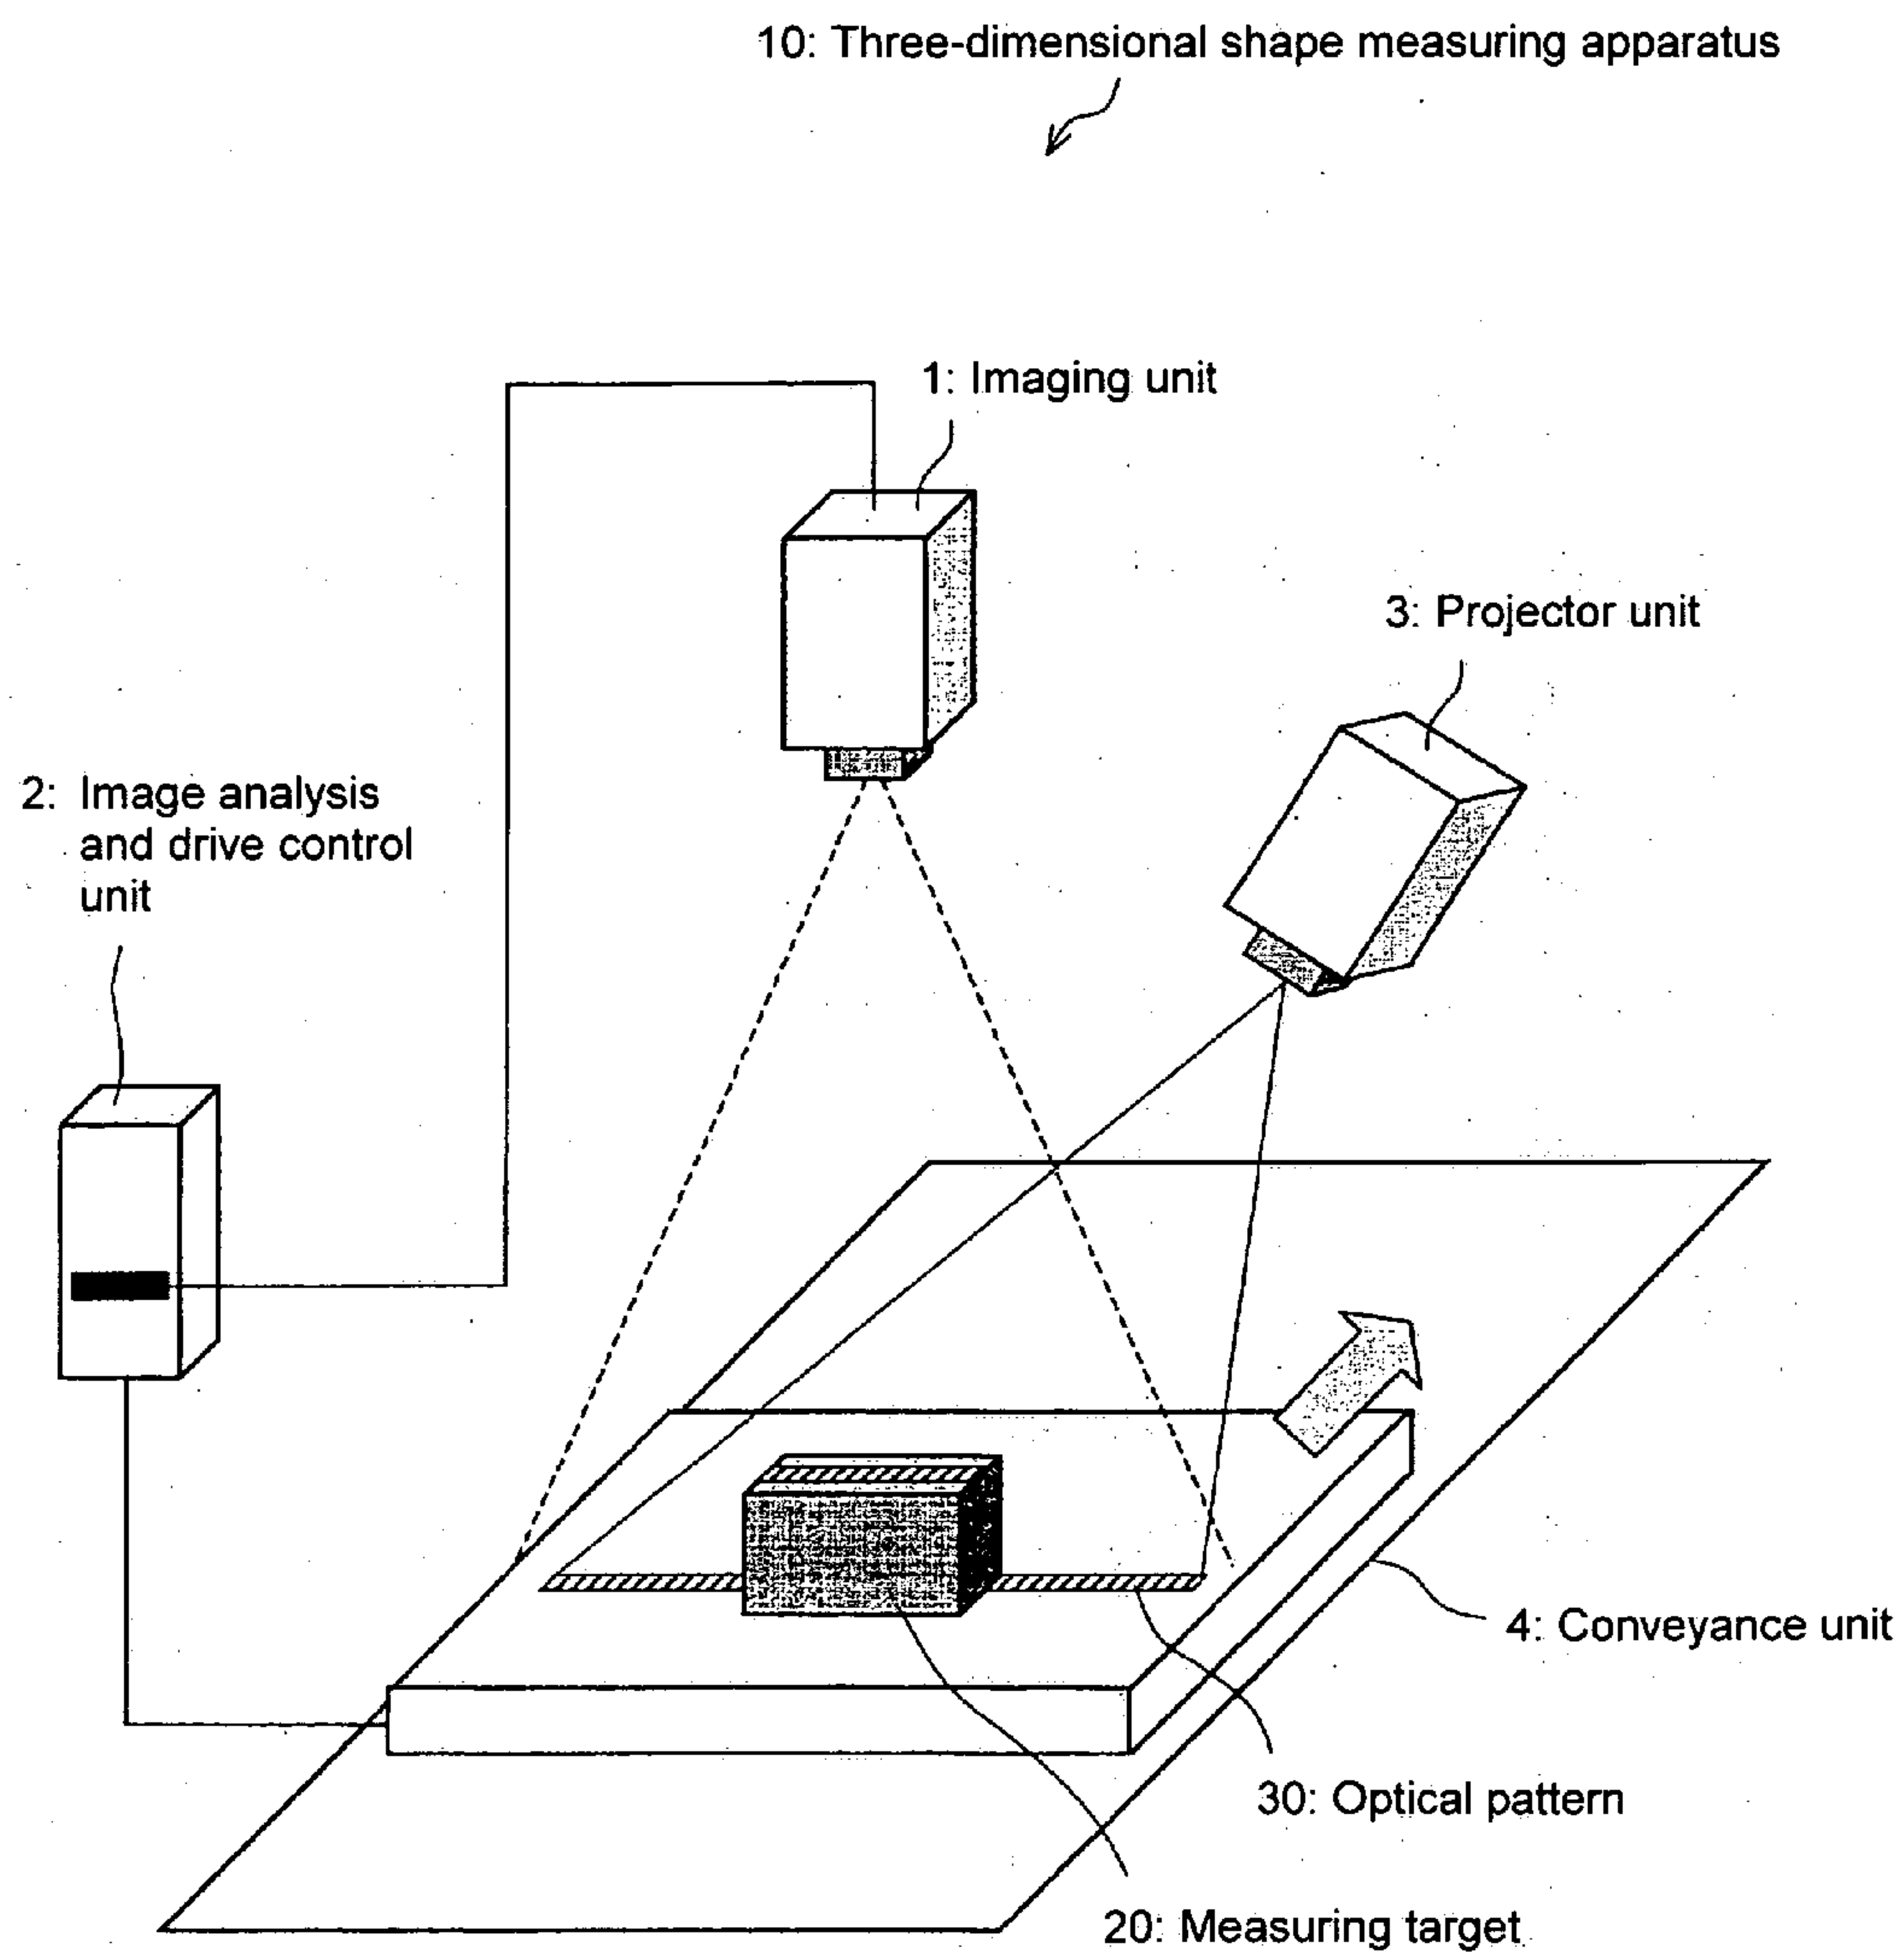 10: Three-dimensional shape measuring apparatus
1: Imaging unit
3: Projector unit
2: Image analysis
and drive control
unit
4: Conveyance unit
30: Optical pattern
20: Measuring target